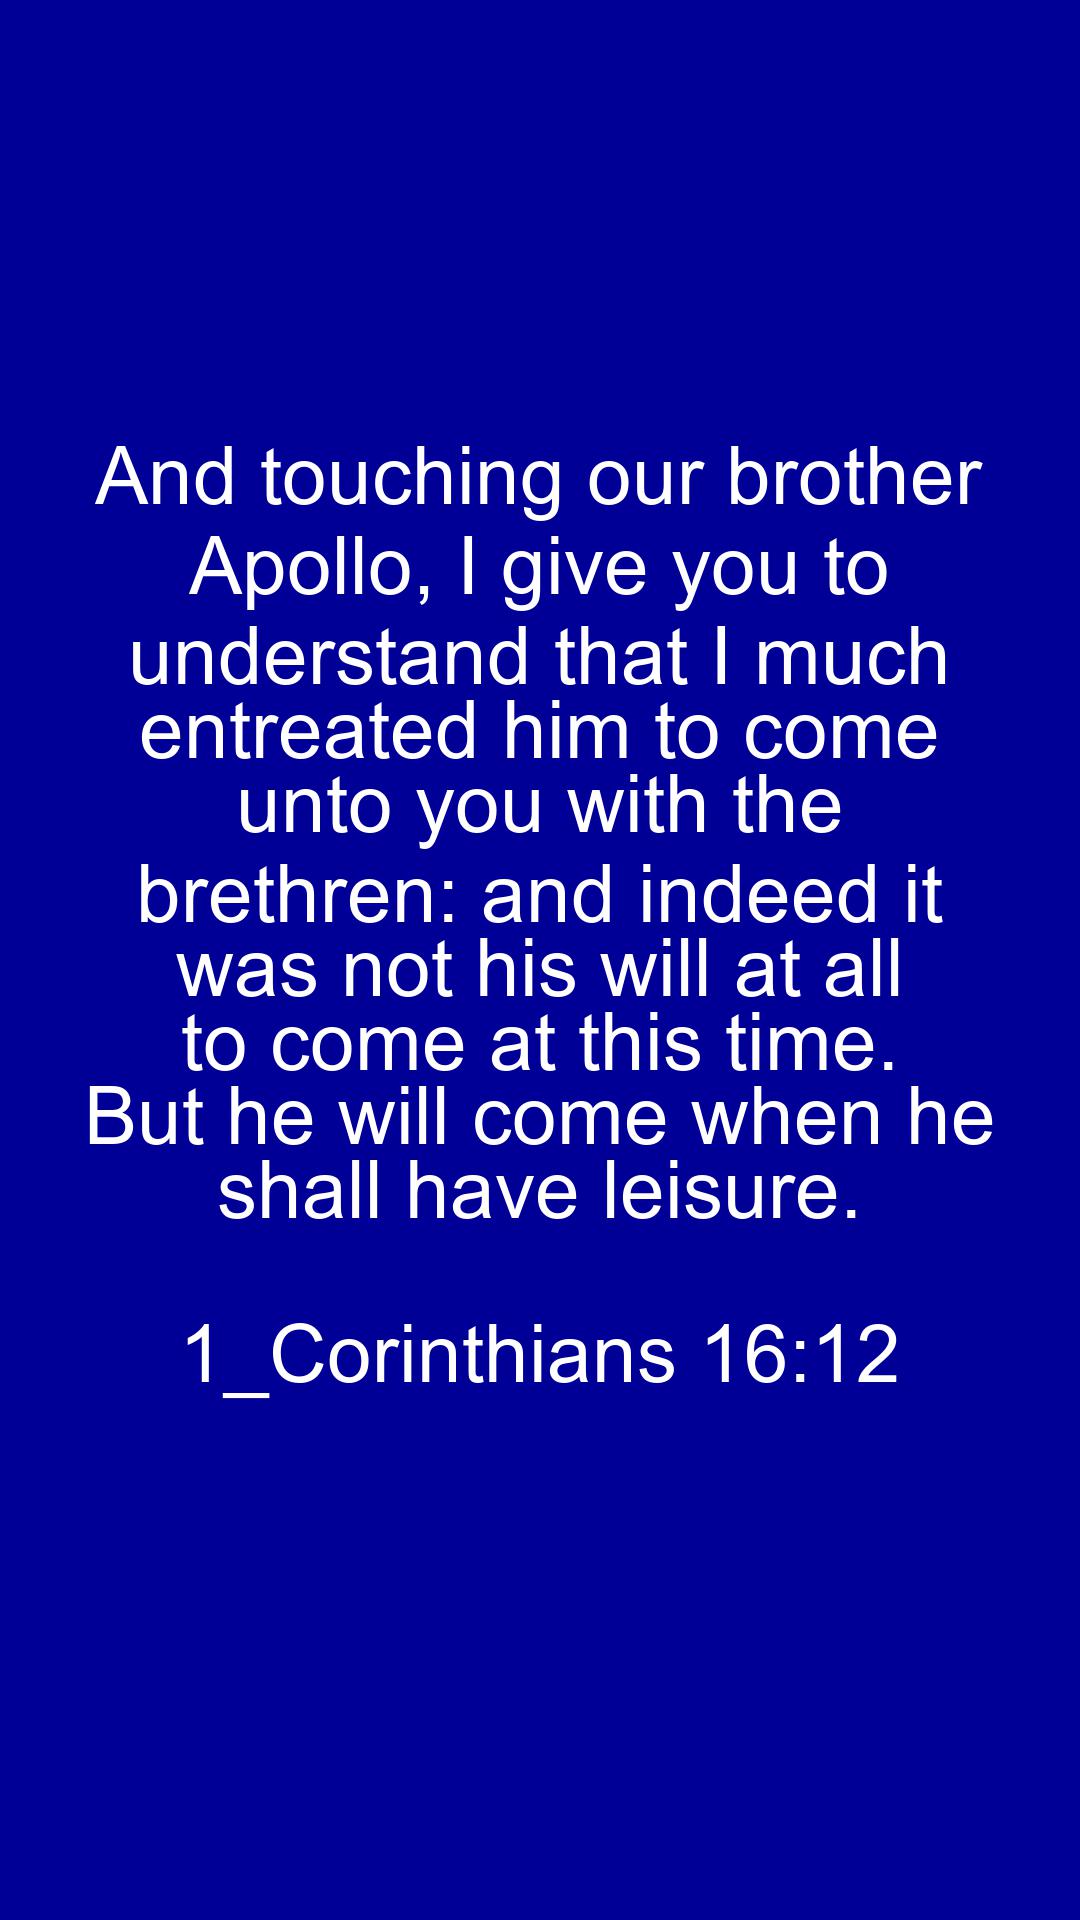 And touching our brother
Apollo, I give you to
understand that I much
entreated him to come
unto you with the
brethren: and indeed it
was not his will at all
to come at this time.
But he will come when he
shall have leisure.
1_Corinthians 16:12